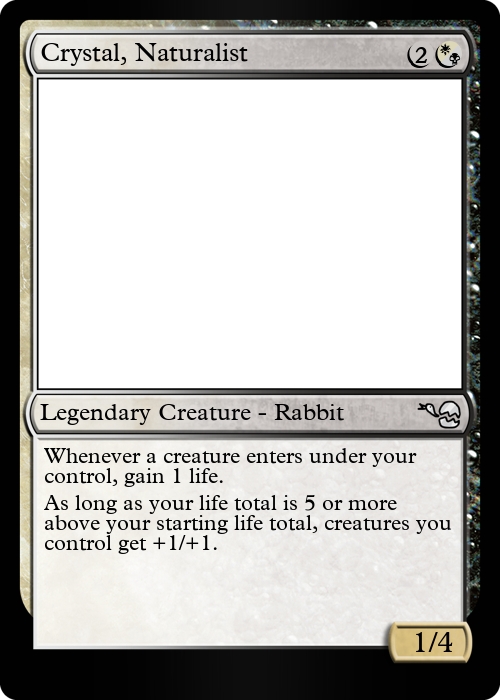 Crystal, Naturalist
2
Legendary Creature - Rabbit
Whenever a creature enters under your
control, gain 1 life.
As long as your life total is 5 or more
above your starting life total, creatures you
control get +1/+1.
1/4